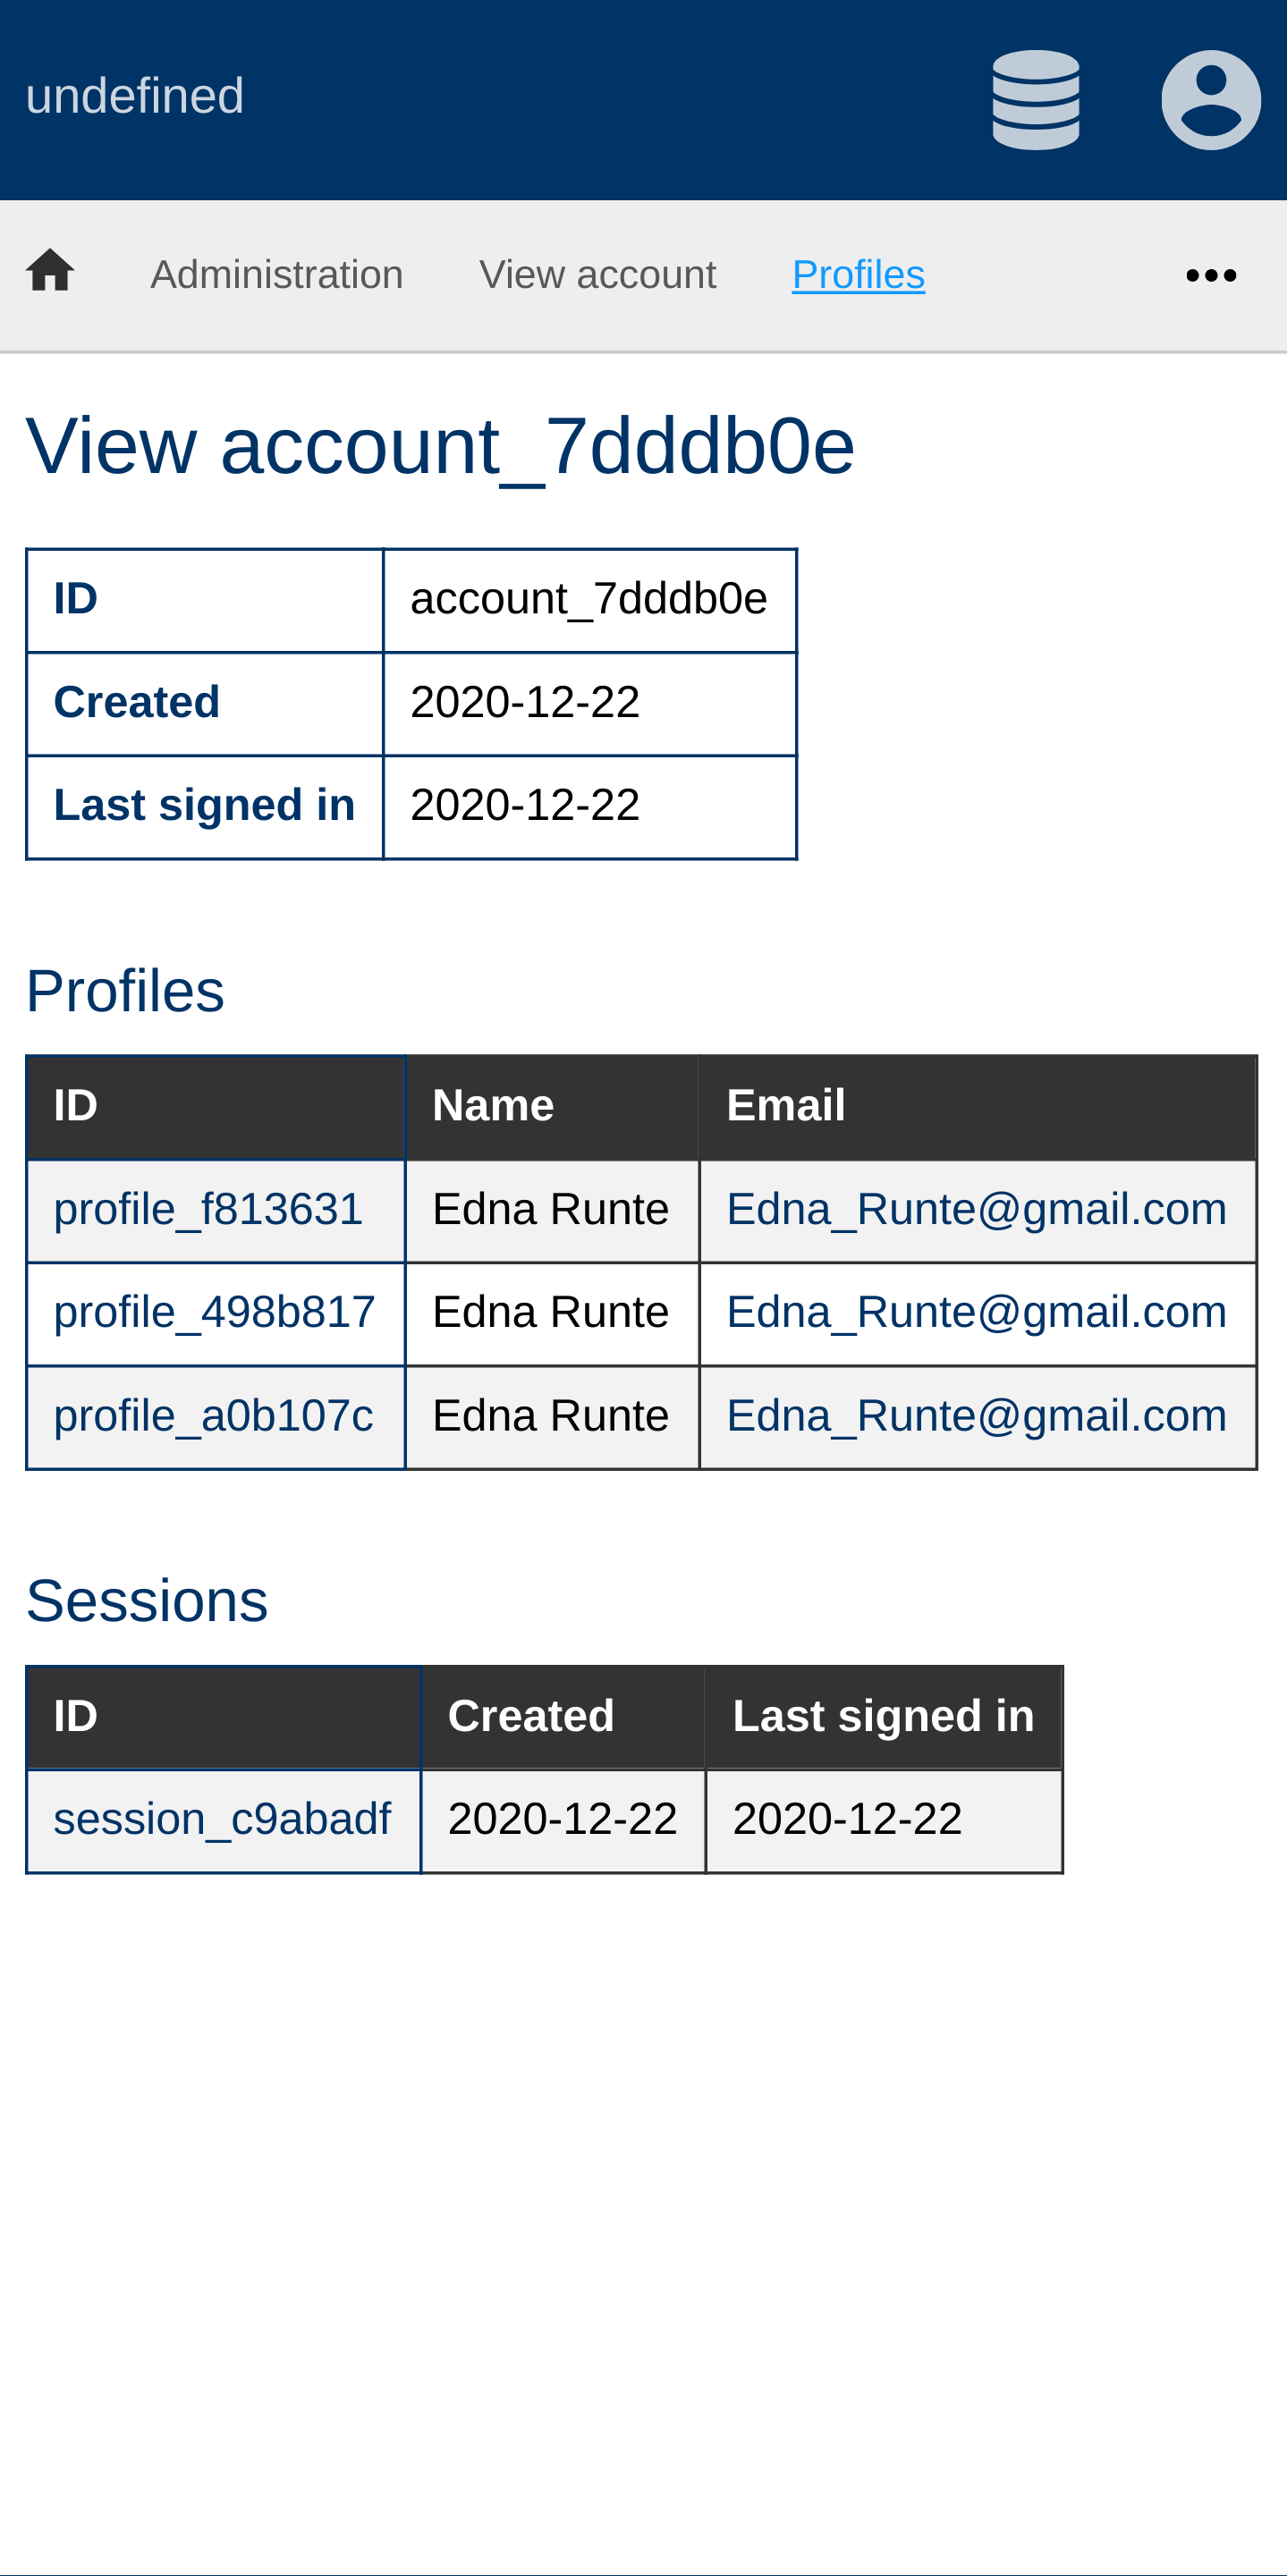 undefined
Administration View account Profiles
View account_7dddb0e
ID account_7dddb0e
Created 2020-12-22
Last signed in 2020-12-22
Profiles
ID Name Email
profile_f813631 Edna Runte Edna_Runte@gmail.com
profile_498b817 Edna Runte Edna_Runte@gmail.com
profile_a0b107c Edna Runte Edna_Runte@gmail.com
Sessions
ID Created Last signed in
session_c9abadf 2020-12-22 2020-12-22